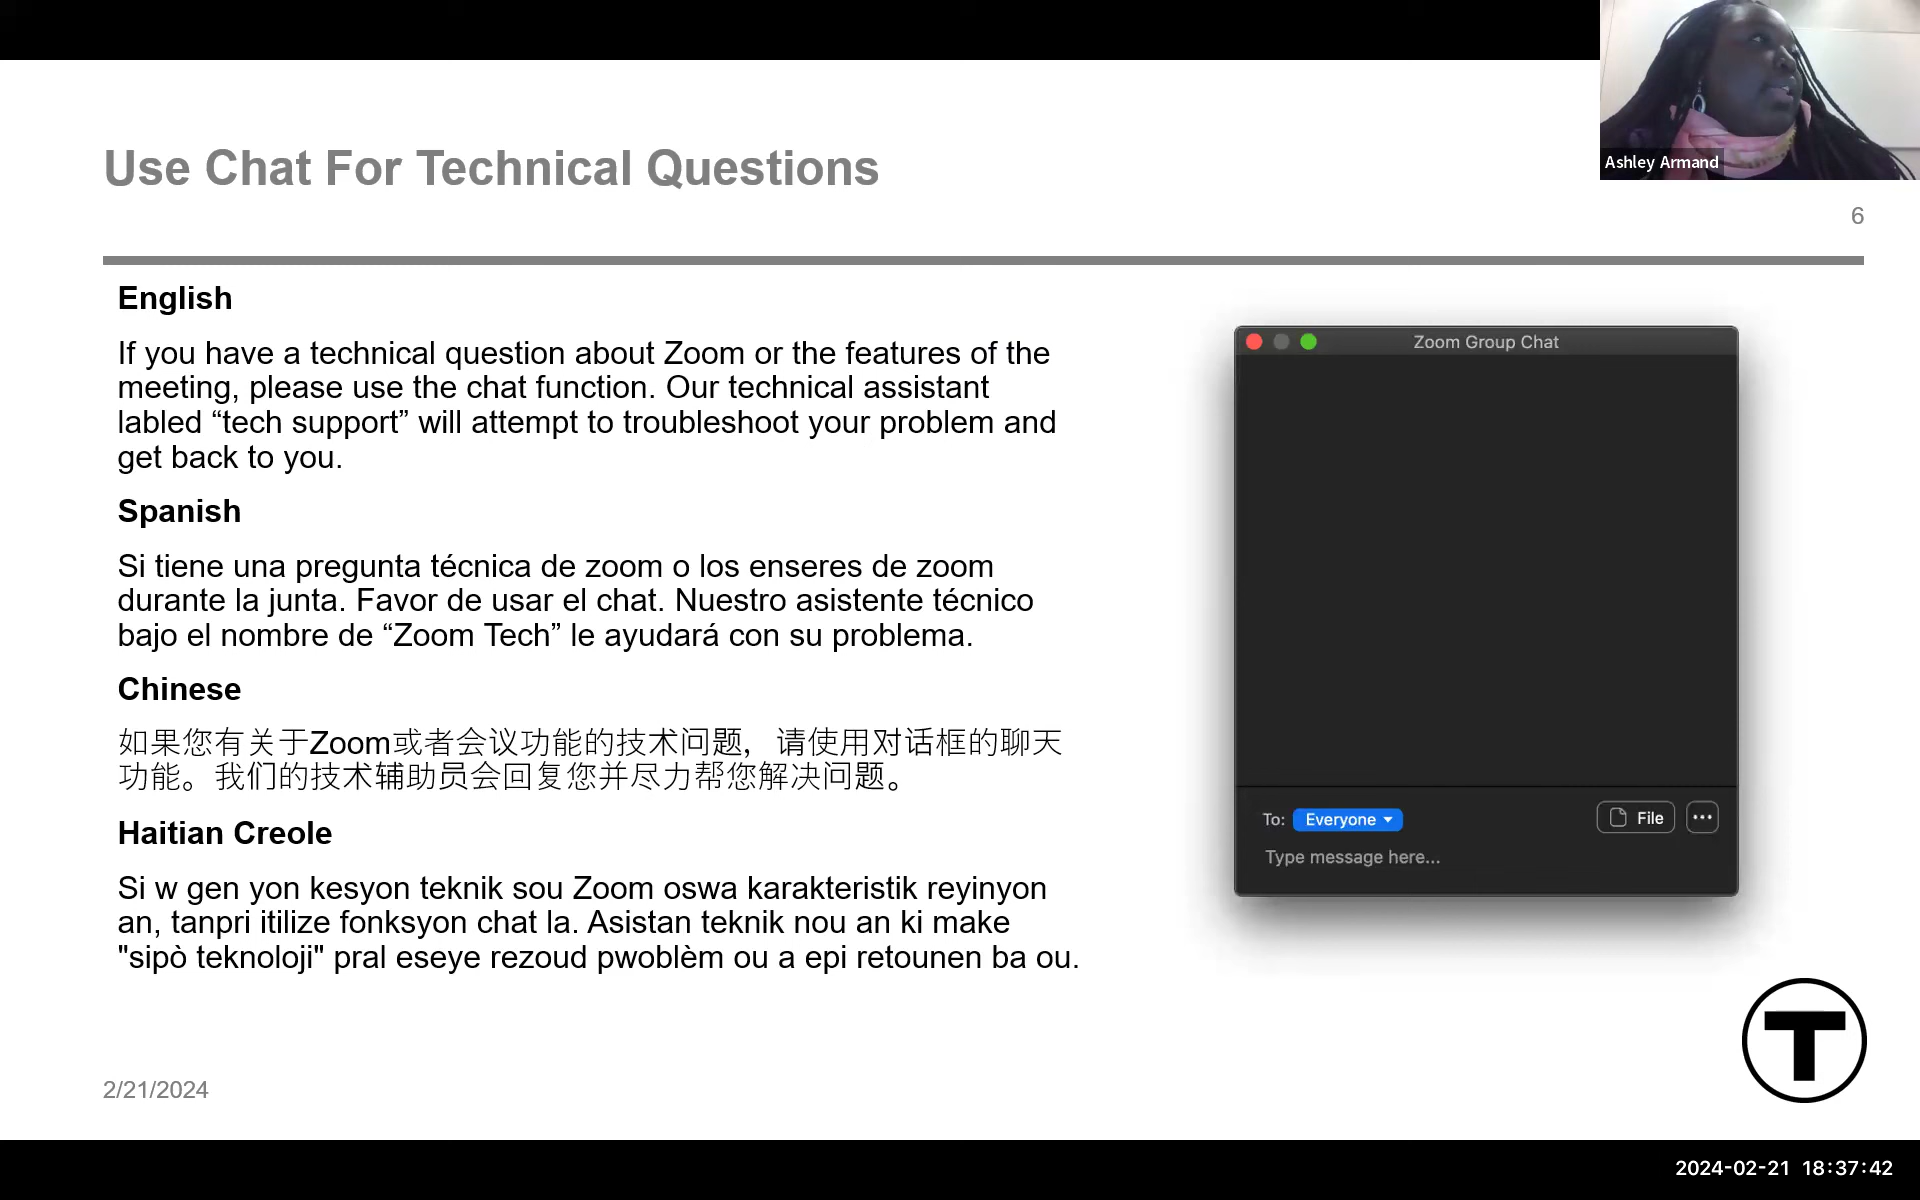 Use Chat For Technical Questions
Ashley Armand
6
English
If you have a technical question about Zoom or the features of the
meeting, please use the chat function. Our technical assistant
labled “tech support” will attempt to troubleshoot your problem and
get back to you.
Spanish
Si tiene una pregunta técnica de zoom o los enseres de zoom
durante la junta. Favor de usar el chat. Nuestro asistente técnico
bajo el nombre de “Zoom Tech” le ayudará con su problema.
Chinese
如果您有关于Zoom或者会议功能的技术问题，请使用对话框的聊天
功能。我们的技术辅助员会回复您并尽力帮您解决问题。
Haitian Creole
Si w gen yon kesyon teknik sou Zoom oswa karakteristik reyinyon
an, tanpri itilize fonksyon chat la. Asistan teknik nou an ki make
"sipò teknoloji" pral eseye rezoud pwoblèm ou a epi retounen ba ou.
Zoom Group Chat
To: Everyone
File
Type message here...
T
2/21/2024
2024-02-21 18:37:42